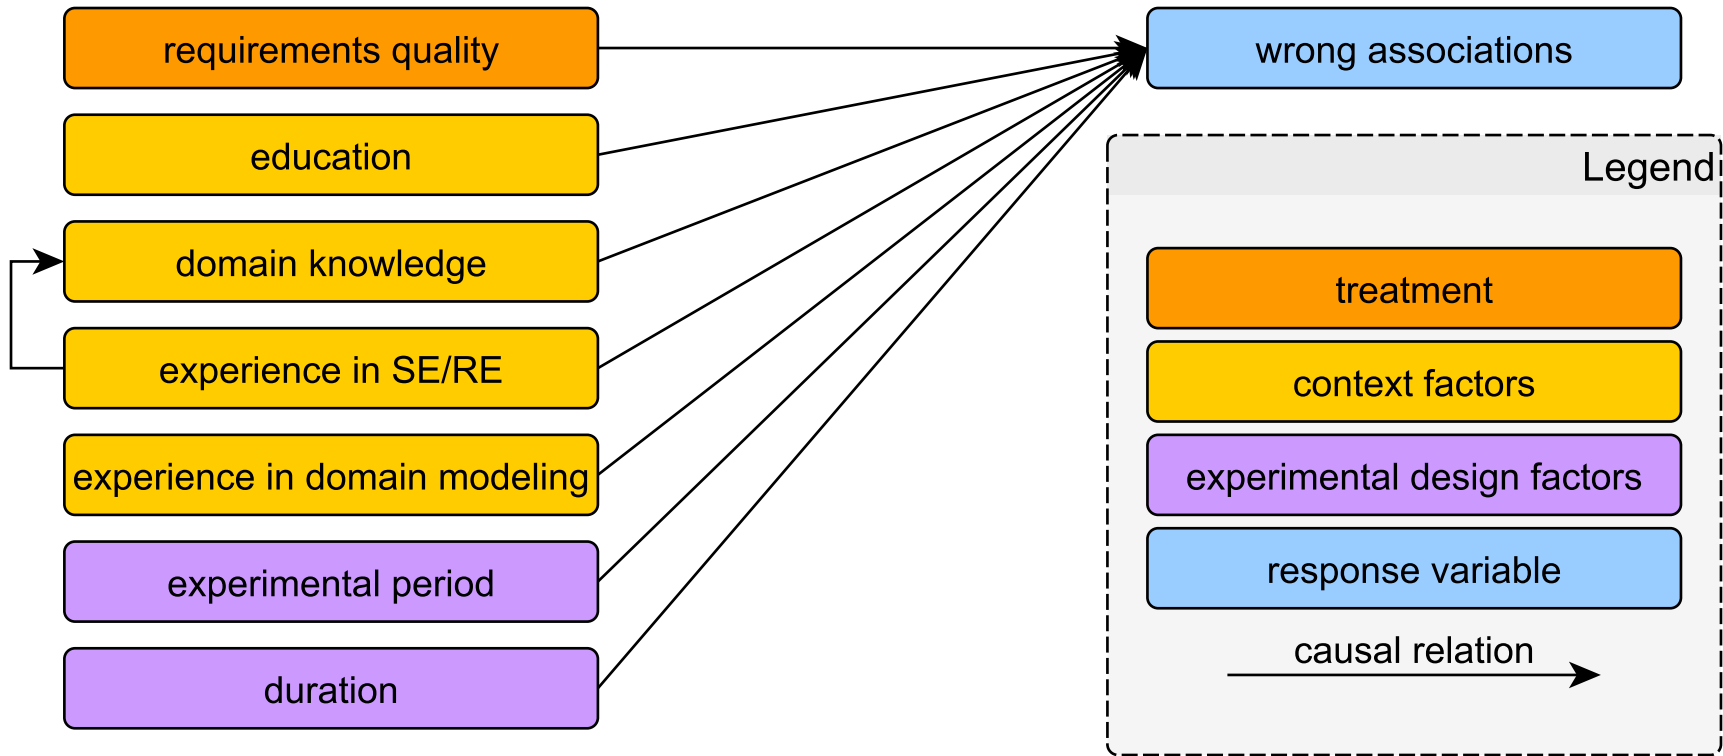 requirements quality
education
domain knowledge
experience in SE/RE
experience in domain modeling
experimental period
duration
wrong associations
Legend
treatment
context factors
experimental design factors
response variable
causal relation